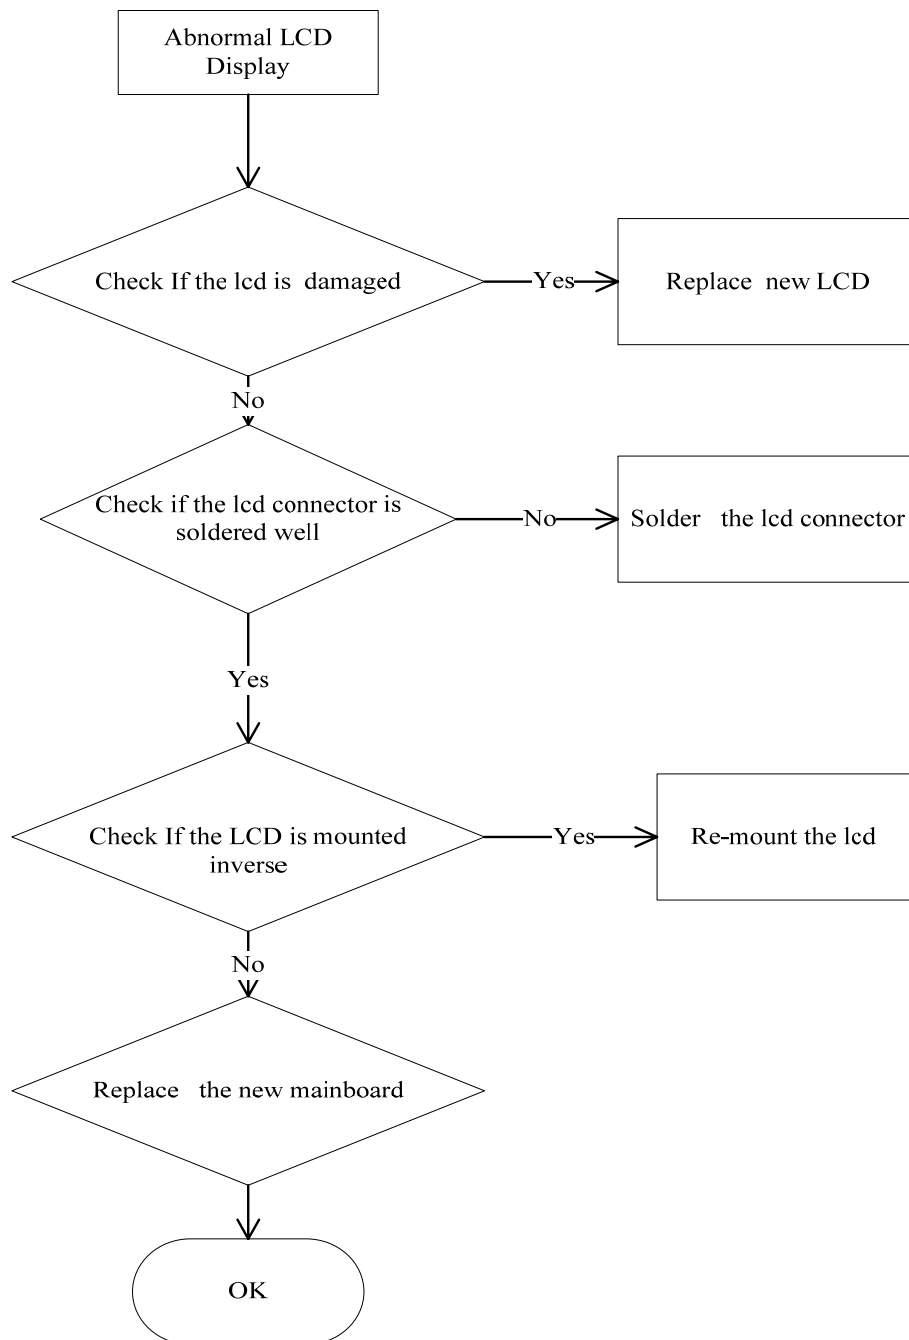 Abnormal LCD
Display
Check If the lcd is  damaged
Yes
Replace  new LCD
No
Check if the lcd connector is
soldered well
No
Solder   the lcd connector
Yes
Check If the LCD is mounted
inverse
Yes
Re-mount the lcd
No
Replace   the new mainboard
OK